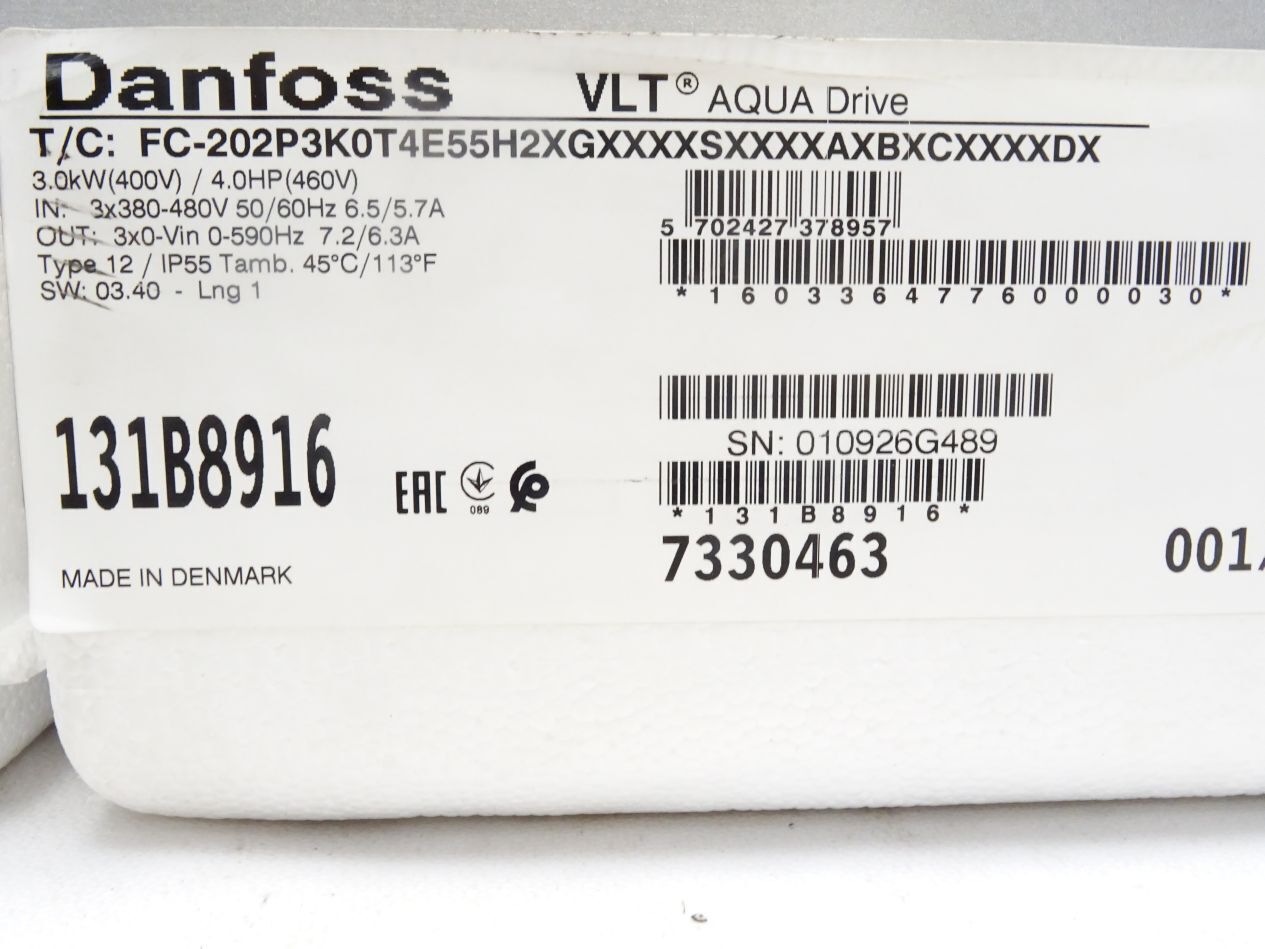 Danfoss VLT® AQUA Drive
T/C: FC-202P3K0T4E55H2XGXXXXSXXXXAXBXCXXXXDX
3.0kW(400V) / 4.0HP(460V)
IN: 3x380-480V 50/60Hz 6.5/5.7A
OUT: 3x0-Vin 0-590Hz 7.2/6.3A
Type 12 / IP55 Tamb. 45°C/113°F
SW: 03.40 - Lng 1
5 702427 378957
*1603364776000030*
SN: 010926G489
131B8916
EAC
089
*131B8916*
7330463
001/
MADE IN DENMARK